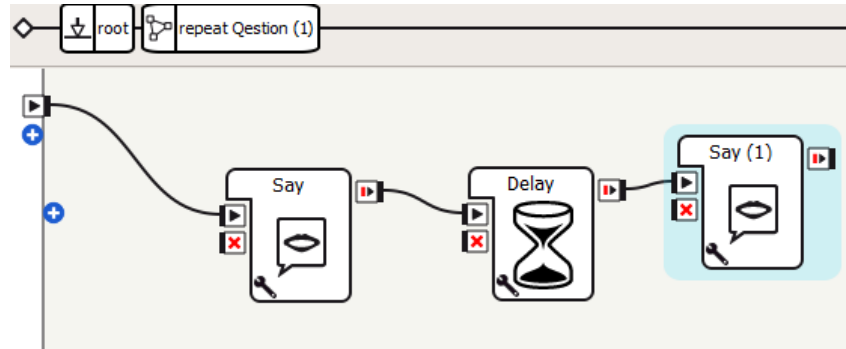 root
repeat Qestion (1)
Say
Delay
Say (1)